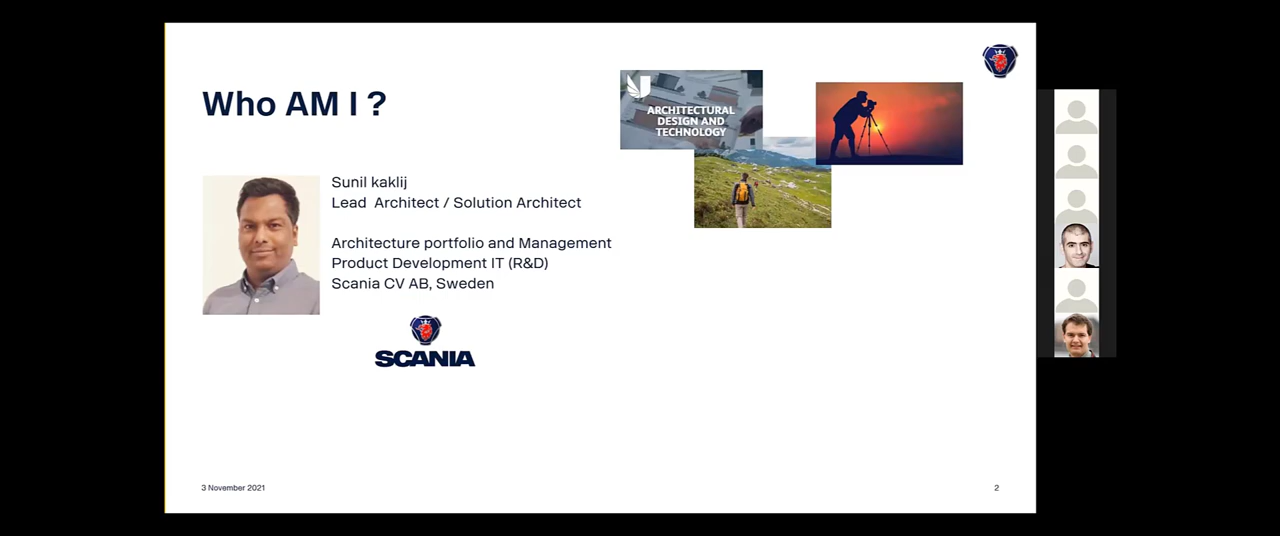 Who AM I ?
ARCHITECTURAL
DESIGN AND
TECHNOLOGY
Sunil kaklij
Lead  Architect / Solution Architect
Architecture portfolio and Management
Product Development IT (R&D)
Scania CV AB, Sweden
SCANIA
3 November 2021
2